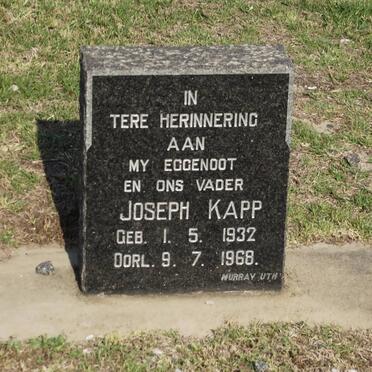 IN
TERE HERINNERING
AAN
MY EGGENOOT
EN ONS VADER
JOSEPH KAPP
GEB. 1. 5. 1932
OORL. 9. 7. 1968.
MURRAY UTH